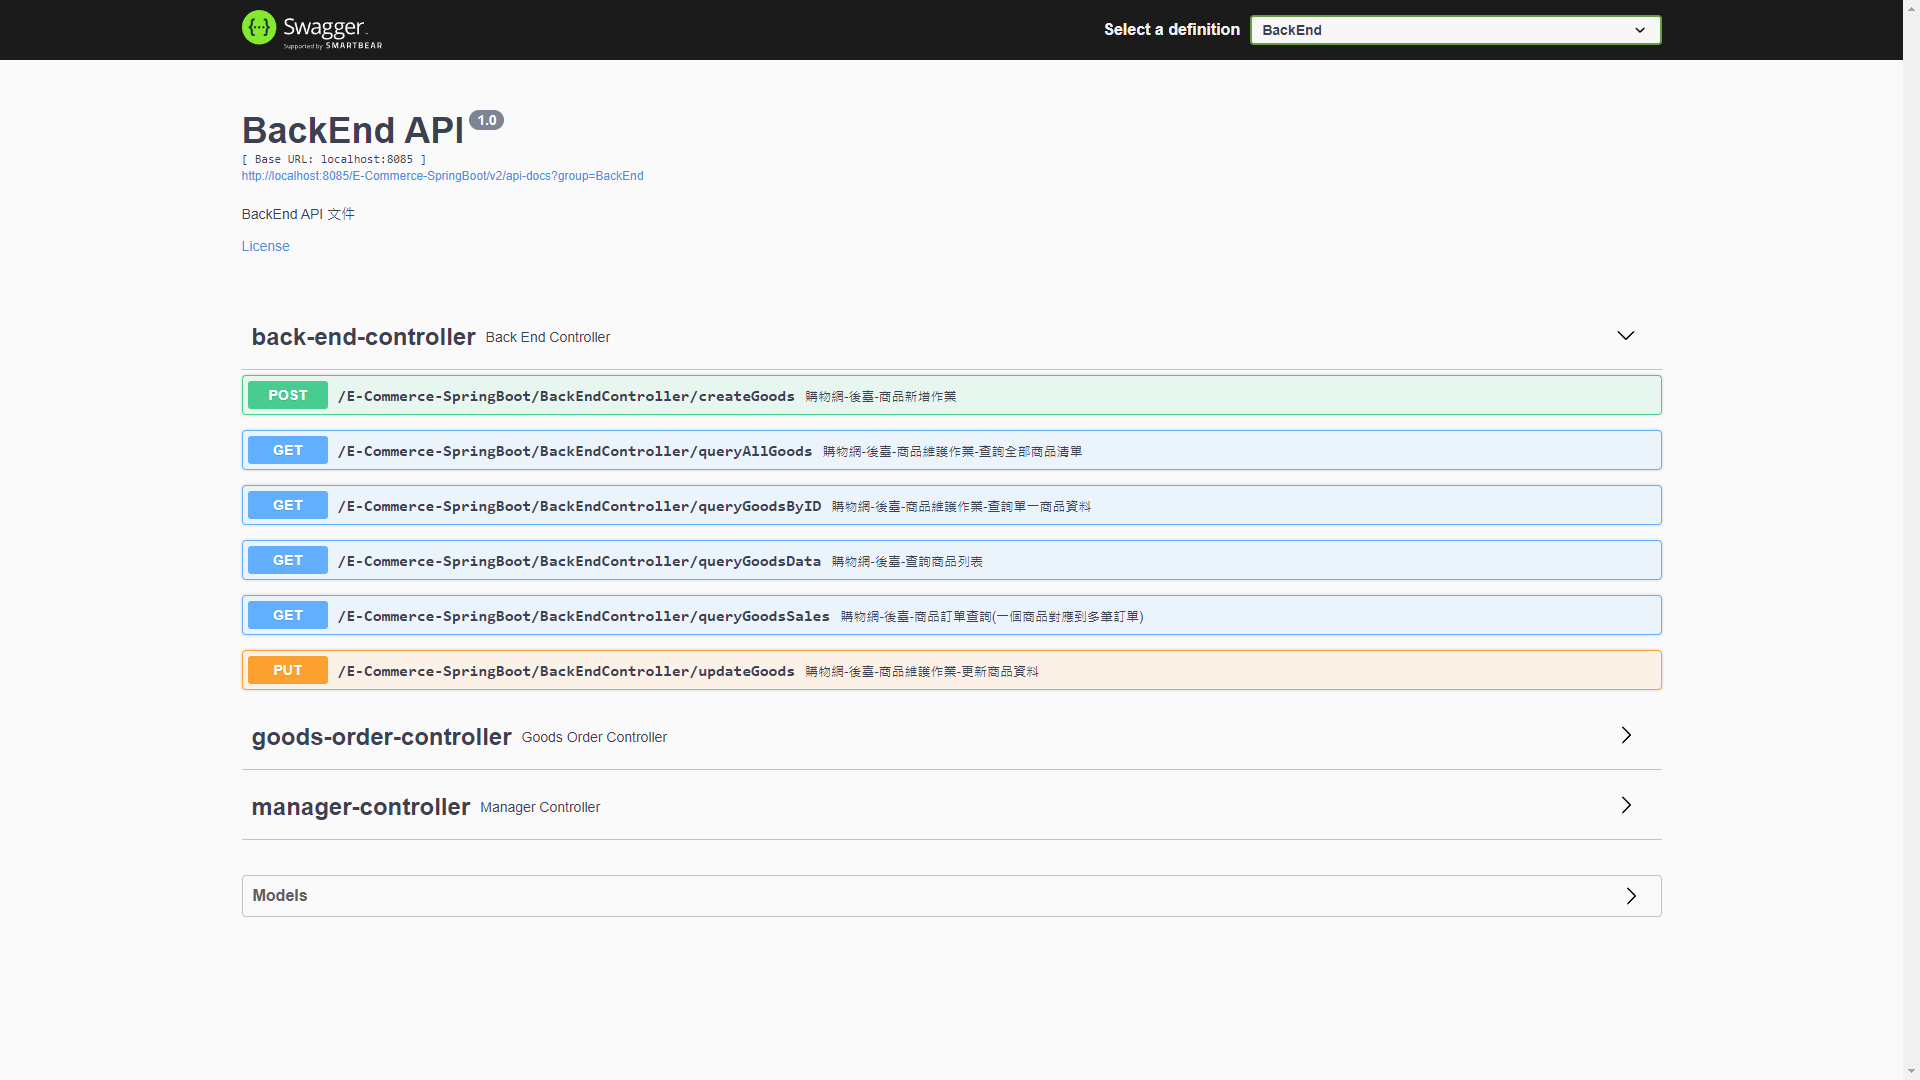 Swagger
Supported by SMARTBEAR
Select a definition
BackEnd
BackEnd API 1.0
[ Base URL: localhost:8085 ]
http://localhost:8085/E-Commerce-SpringBoot/v2/api-docs?group=BackEnd
BackEnd API 文件
License
back-end-controller Back End Controller
POST /E-Commerce-SpringBoot/BackEndController/createGoods 購物網-後臺-商品新增作業
GET /E-Commerce-SpringBoot/BackEndController/queryAllGoods 購物網-後臺-商品維護作業-查詢全部商品清單
GET /E-Commerce-SpringBoot/BackEndController/queryGoodsByID 購物網-後臺-商品維護作業-查詢單一商品資料
GET /E-Commerce-SpringBoot/BackEndController/queryGoodsData 購物網-後臺-查詢商品列表
GET /E-Commerce-SpringBoot/BackEndController/queryGoodsSales 購物網-後臺-商品訂單查詢(一個商品對應到多筆訂單)
PUT /E-Commerce-SpringBoot/BackEndController/updateGoods 購物網-後臺-商品維護作業-更新商品資料
goods-order-controller Goods Order Controller
manager-controller Manager Controller
Models